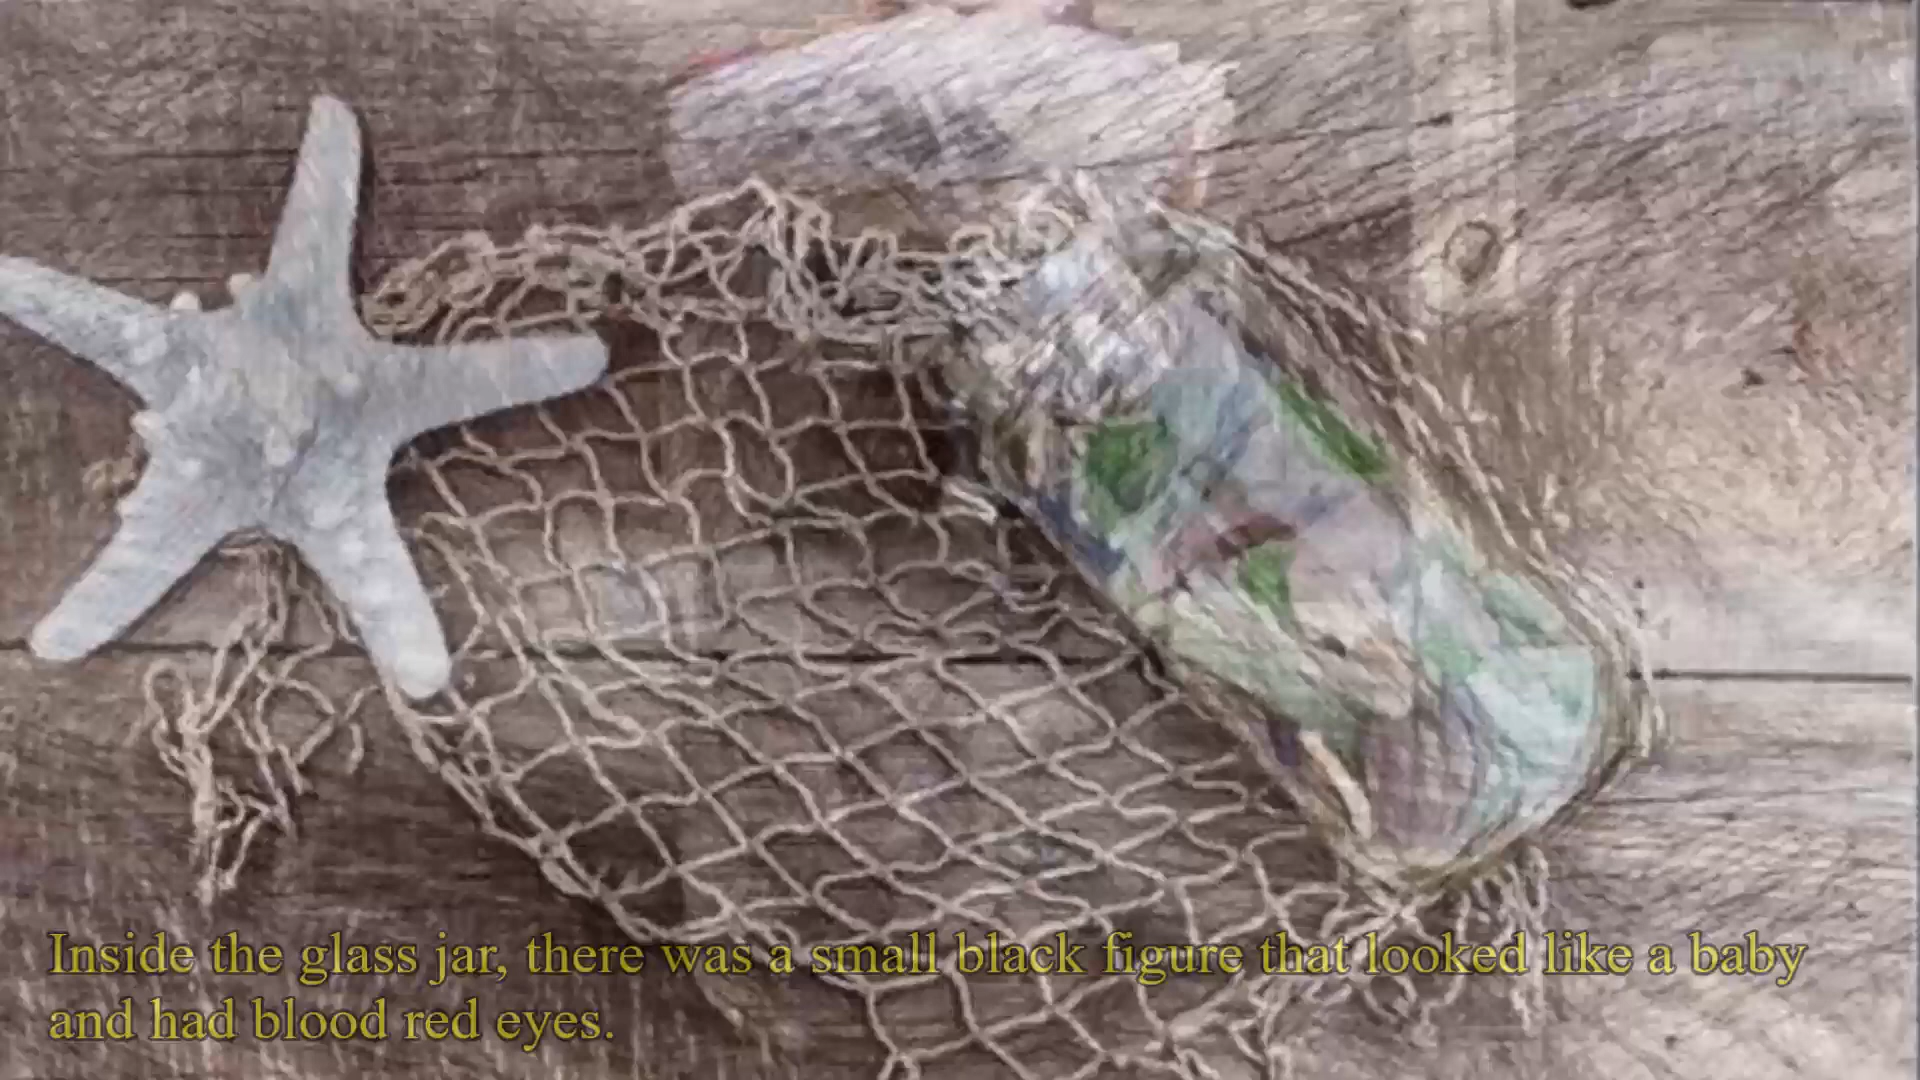 Inside the glass jar, there was a small black figure that looked like a baby
and had blood red eyes.